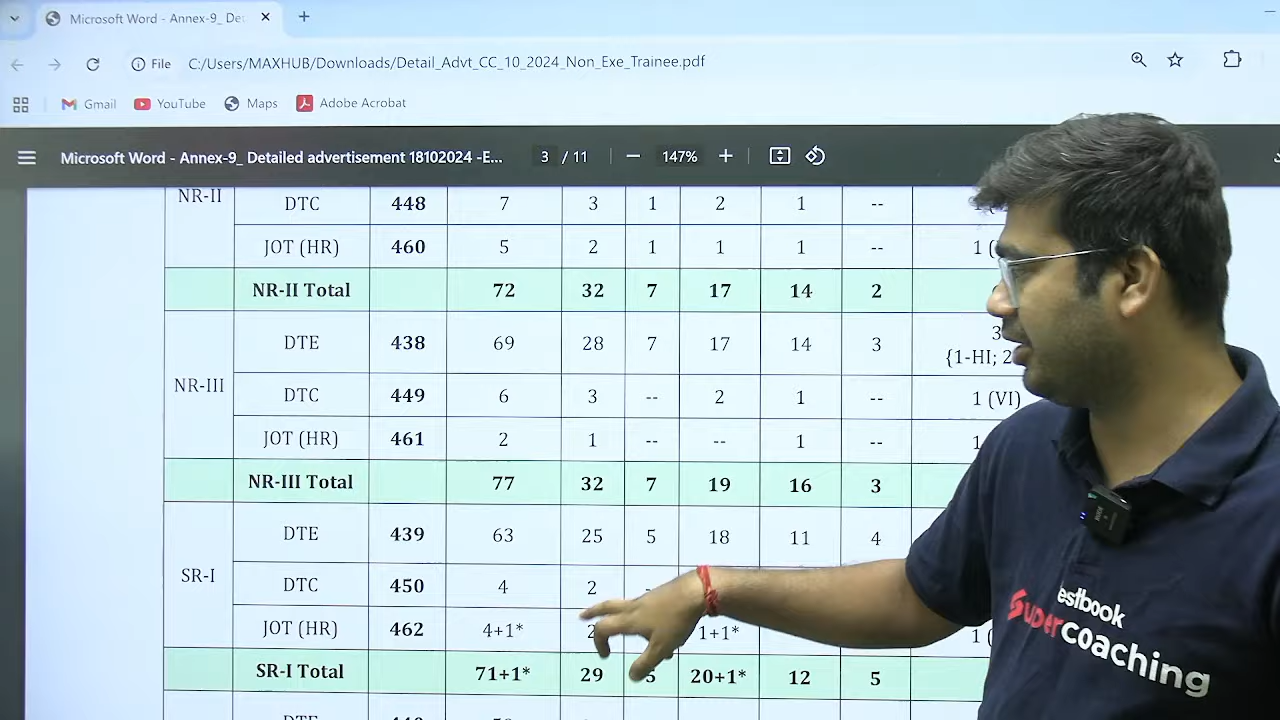 Microsoft Word - Annex-9_ De
File C:/Users/MAXHUB/Downloads/Detail_Advt_CC_10_2024_Non_Exe_Trainee.pdf
Gmail YouTube Maps Adobe Acrobat
Microsoft Word - Annex-9_ Detailed advertisement 18102024 -E... 3 / 11 147%
NR-II DTC 448 7 3 1 2 1 --
JOT (HR) 460 5 2 1 1 1 -- 1 (
NR-II Total 72 32 7 17 14 2
NR-III DTE 438 69 28 7 17 14 3 3
{1-HI; 2
DTC 449 6 3 -- 2 1 -- 1 (VI)
JOT (HR) 461 2 1 -- -- 1 -- 1
NR-III Total 77 32 7 19 16 3
SR-I DTE 439 63 25 5 18 11 4
DTC 450 4 2
JOT (HR) 462 4+1* 2 1+1* 1 (
SR-I Total 71+1* 29 5 20+1* 12 5
testbook
Supercoaching